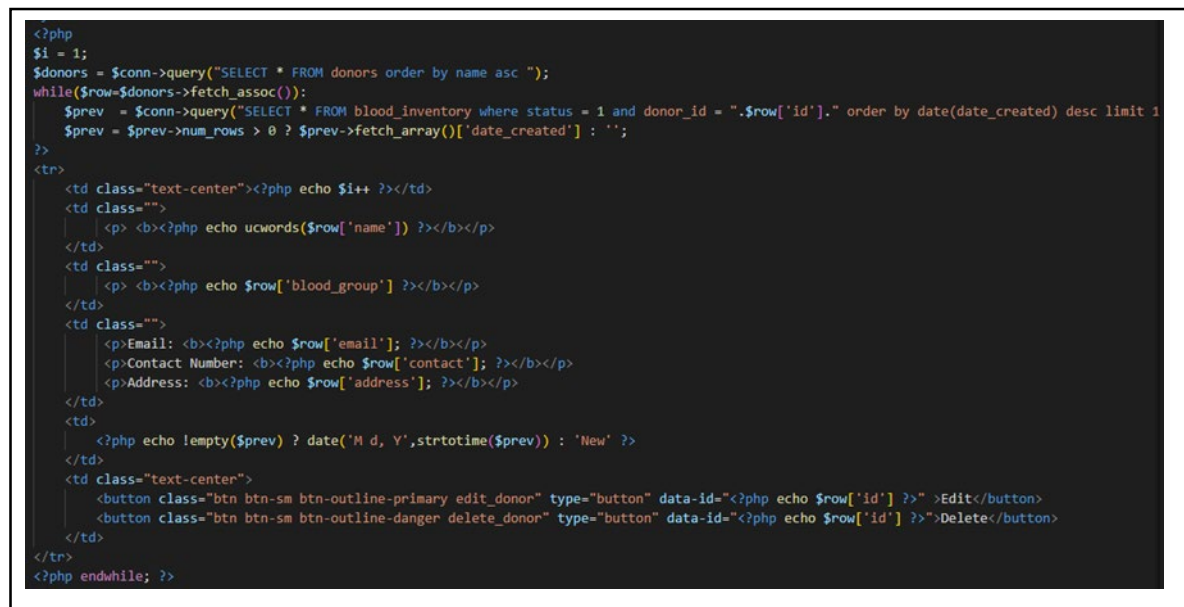 <?php
$i = 1;
$donors = $conn->query("SELECT * FROM donors order by name asc ");
while($row=$donors->fetch_assoc()):
    $prev  = $conn->query("SELECT * FROM blood_inventory where status = 1 and donor_id = ".$row['id']." order by date(date_created) desc limit 1
    $prev = $prev->num_rows > 0 ? $prev->fetch_array()['date_created'] : '';
?>
<tr>
    <td class="text-center"><?php echo $i++ ?></td>
    <td class="">
        <p> <b><?php echo ucwords($row['name']) ?></b></p>
    </td>
    <td class="">
        <p> <b><?php echo $row['blood_group'] ?></b></p>
    </td>
    <td class="">
        <p>Email: <b><?php echo $row['email']; ?></b></p>
        <p>Contact Number: <b><?php echo $row['contact']; ?></b></p>
        <p>Address: <b><?php echo $row['address']; ?></b></p>
    </td>
    <td>
        <?php echo !empty($prev) ? date('M d, Y',strtotime($prev)) : 'New' ?>
    </td>
    <td class="text-center">
        <button class="btn btn-sm btn-outline-primary edit_donor" type="button" data-id="<?php echo $row['id'] ?>" >Edit</button>
        <button class="btn btn-sm btn-outline-danger delete_donor" type="button" data-id="<?php echo $row['id'] ?>">Delete</button>
    </td>
</tr>
<?php endwhile; ?>